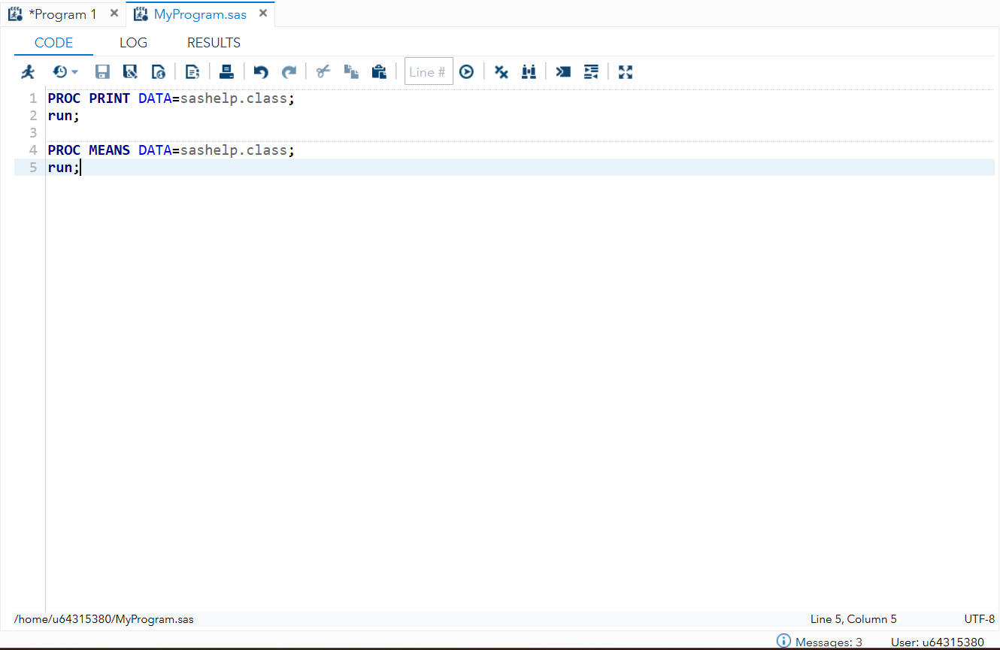 *Program 1 × MyProgram.sas ×
CODE LOG RESULTS
Line #
1 PROC PRINT DATA=sashelp.class;
2 run;
3
4 PROC MEANS DATA=sashelp.class;
5 run;
/home/u64315380/MyProgram.sas Line 5, Column 5 UTF-8
Messages: 3 User: u64315380